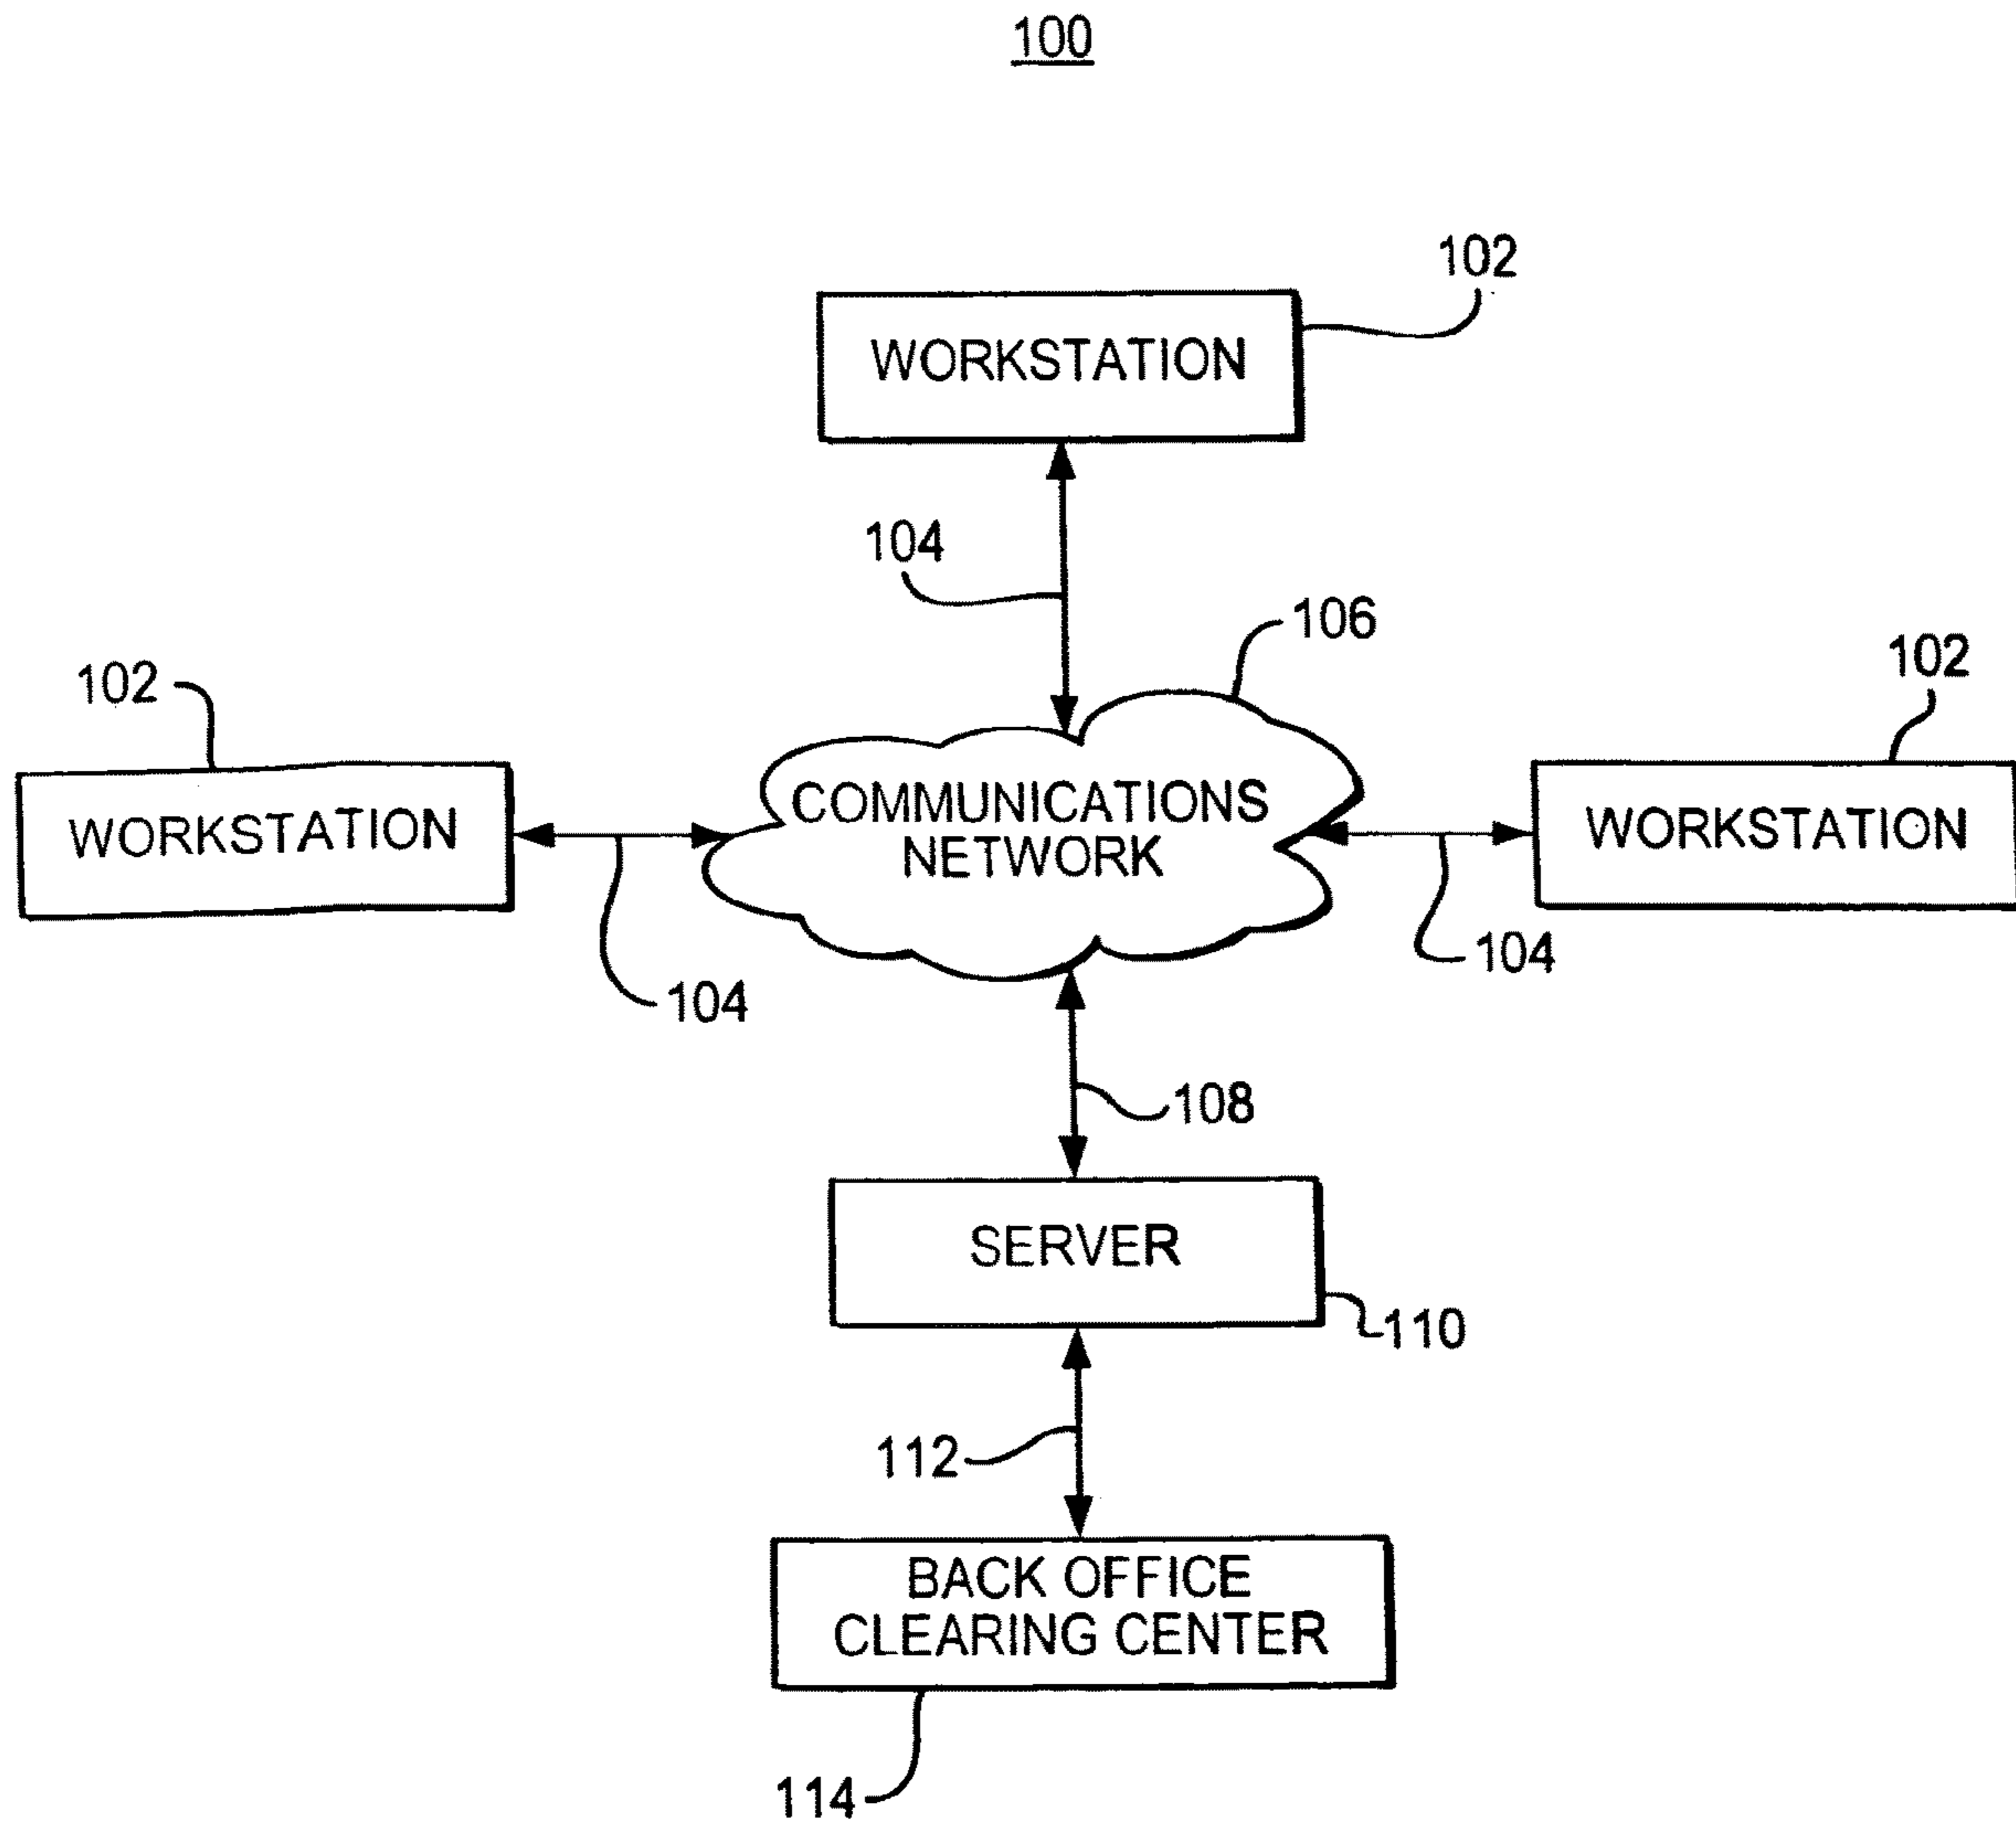 100
102
WORKSTATION
104
106
102
102
WORKSTATION
COMMUNICATIONS
NETWORK
WORKSTATION
104
104
108
SERVER
110
112
BACK OFFICE
CLEARING CENTER
114